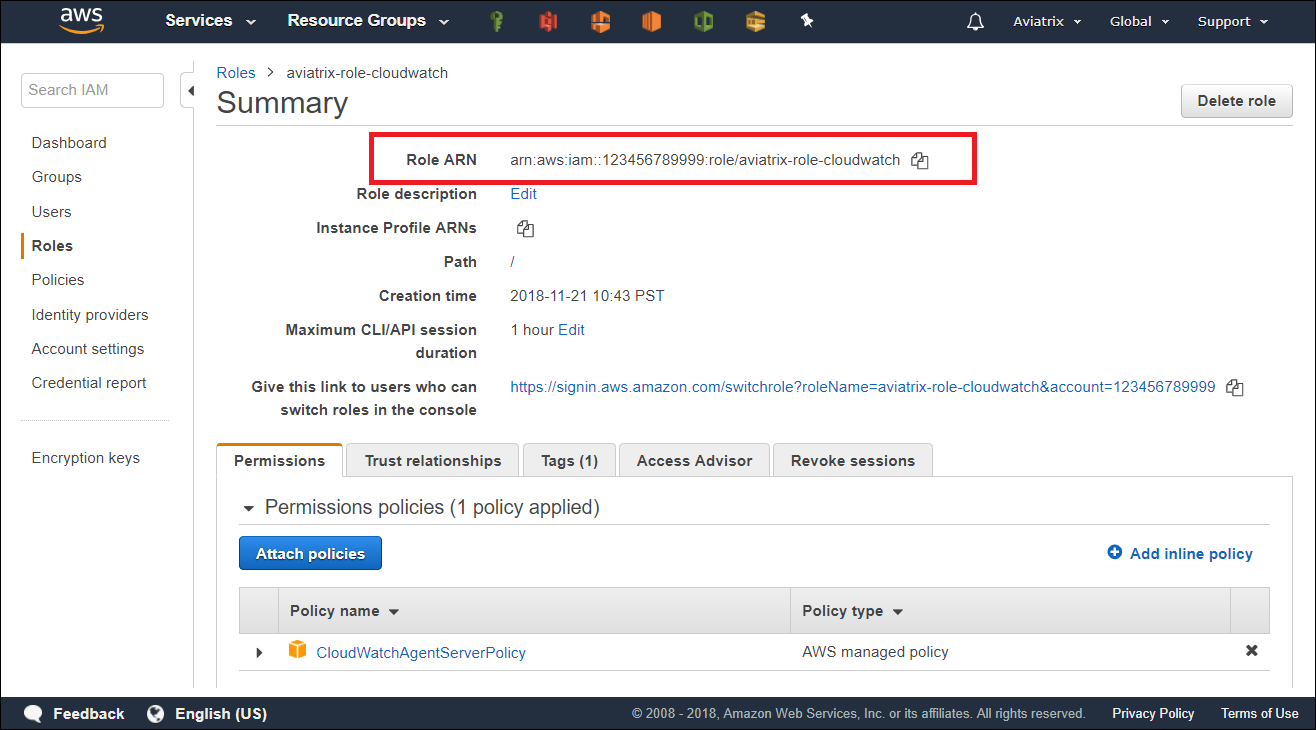 aws Services Resource Groups Aviatrix Global Support
Search IAM
Dashboard
Groups
Users
Roles
Policies
Identity providers
Account settings
Credential report
Encryption keys
Roles > aviatrix-role-cloudwatch
Summary
Delete role
Role ARN arn:aws:iam::123456789999:role/aviatrix-role-cloudwatch
Role description Edit
Instance Profile ARNs
Path /
Creation time 2018-11-21 10:43 PST
Maximum CLI/API session 1 hour Edit
duration
Give this link to users who can https://signin.aws.amazon.com/switchrole?roleName=aviatrix-role-cloudwatch&account=123456789999
switch roles in the console
Permissions Trust relationships Tags (1) Access Advisor Revoke sessions
Permissions policies (1 policy applied)
Attach policies Add inline policy
Policy name Policy type
CloudWatchAgentServerPolicy AWS managed policy
Feedback English (US) © 2008 - 2018, Amazon Web Services, Inc. or its affiliates. All rights reserved. Privacy Policy Terms of Use